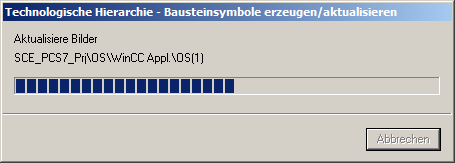 Technologische Hierarchie - Bausteinsymbole erzeugen/aktualisieren
Aktualisiere Bilder
SCE_PCS7_Prj\OS\WinCC Appl.\OS(1)
Abbrechen